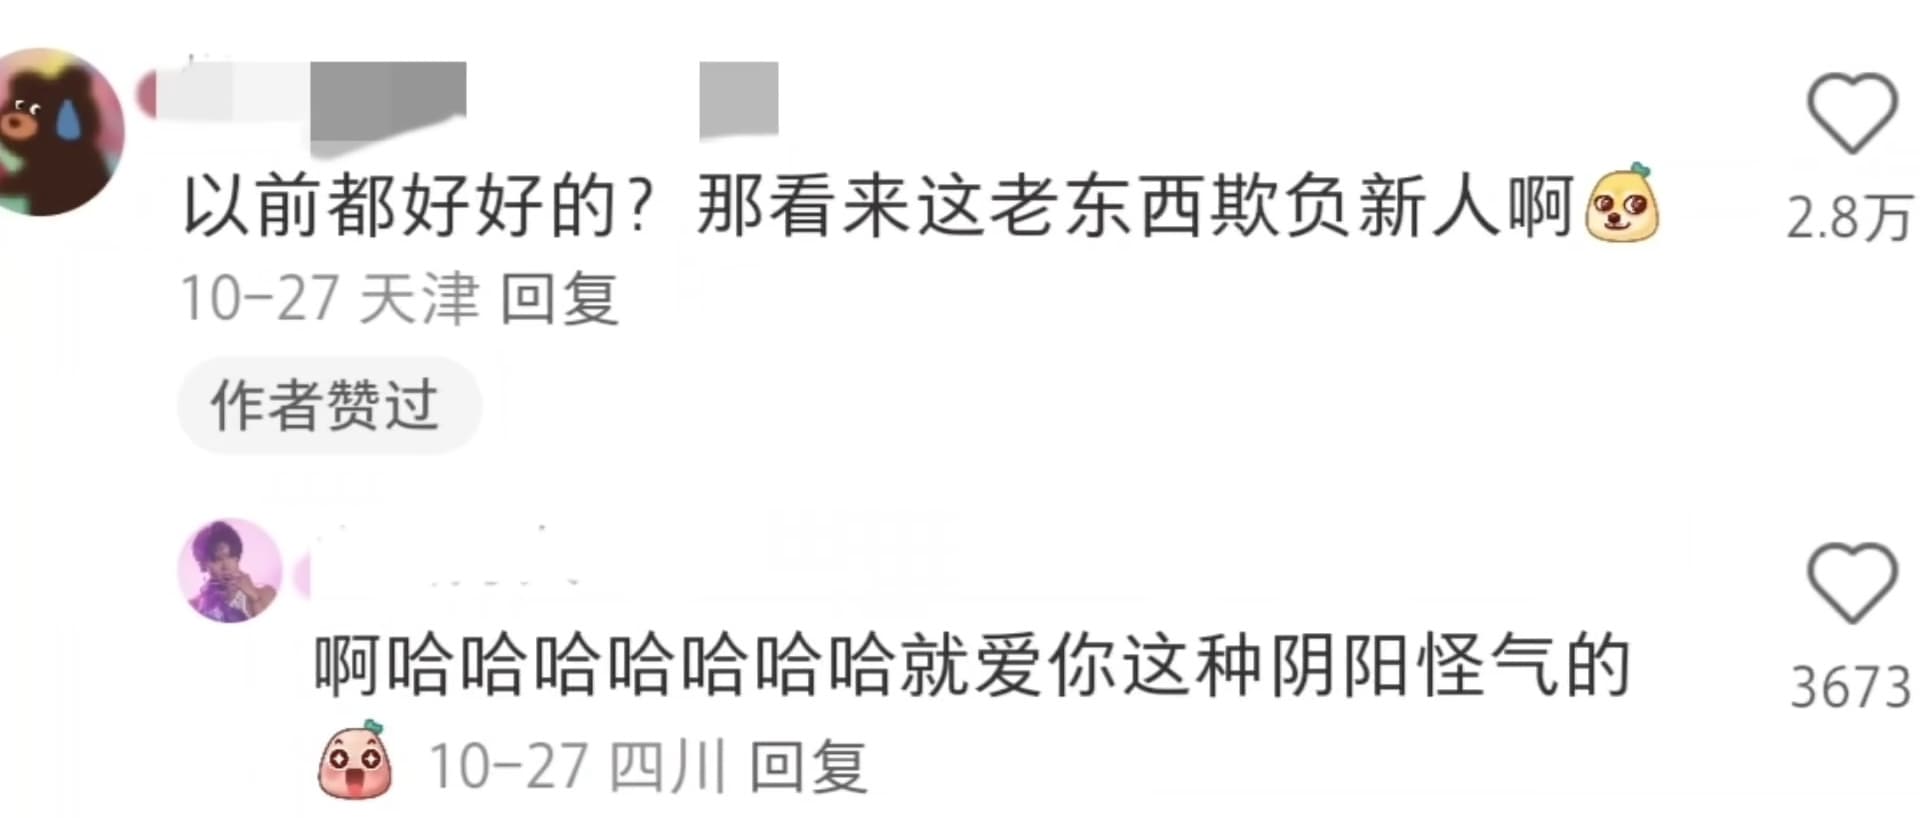 以前都好好的？那看来这老东西欺负新人啊
2.8万
10-27 天津 回复
作者赞过
啊哈哈哈哈哈哈哈就爱你这种阴阳怪气的
3673
10-27 四川 回复